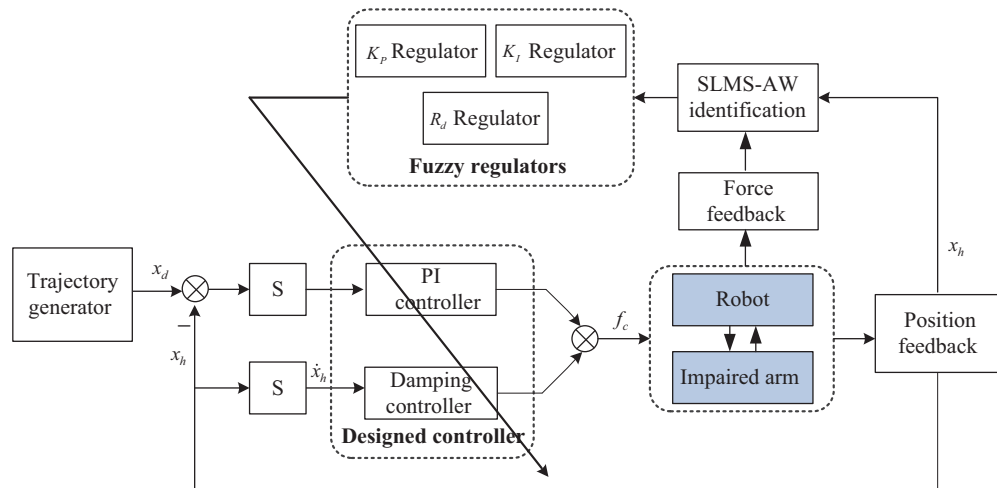 K_P Regulator
K_I Regulator
R_d Regulator
Fuzzy regulators
SLMS-AW
identification
Force
feedback
x_h
Trajectory
generator
x_d
−
x_h
S
PI
controller
S
ẋ_h
Damping
controller
Designed controller
f_c
Robot
Impaired arm
Position
feedback